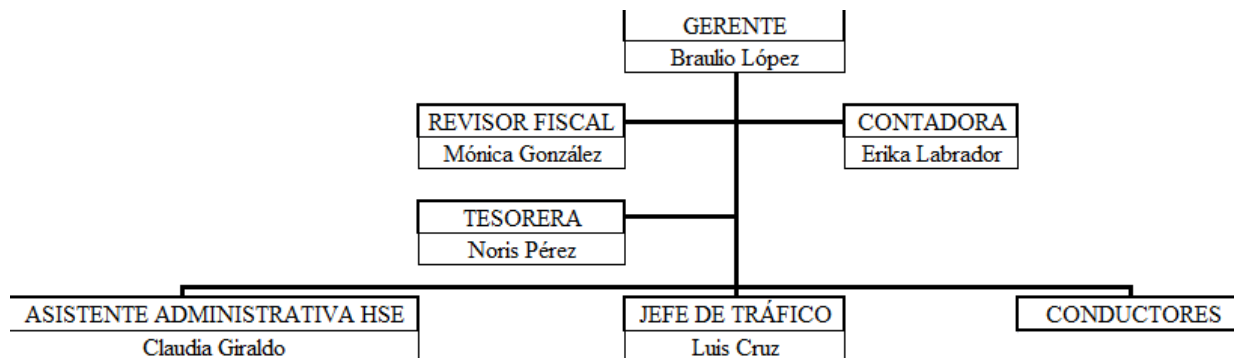 GERENTE
Braulio López
REVISOR FISCAL
Mónica González
CONTADORA
Erika Labrador
TESORERA
Noris Pérez
ASISTENTE ADMINISTRATIVA HSE
Claudia Giraldo
JEFE DE TRÁFICO
Luis Cruz
CONDUCTORES